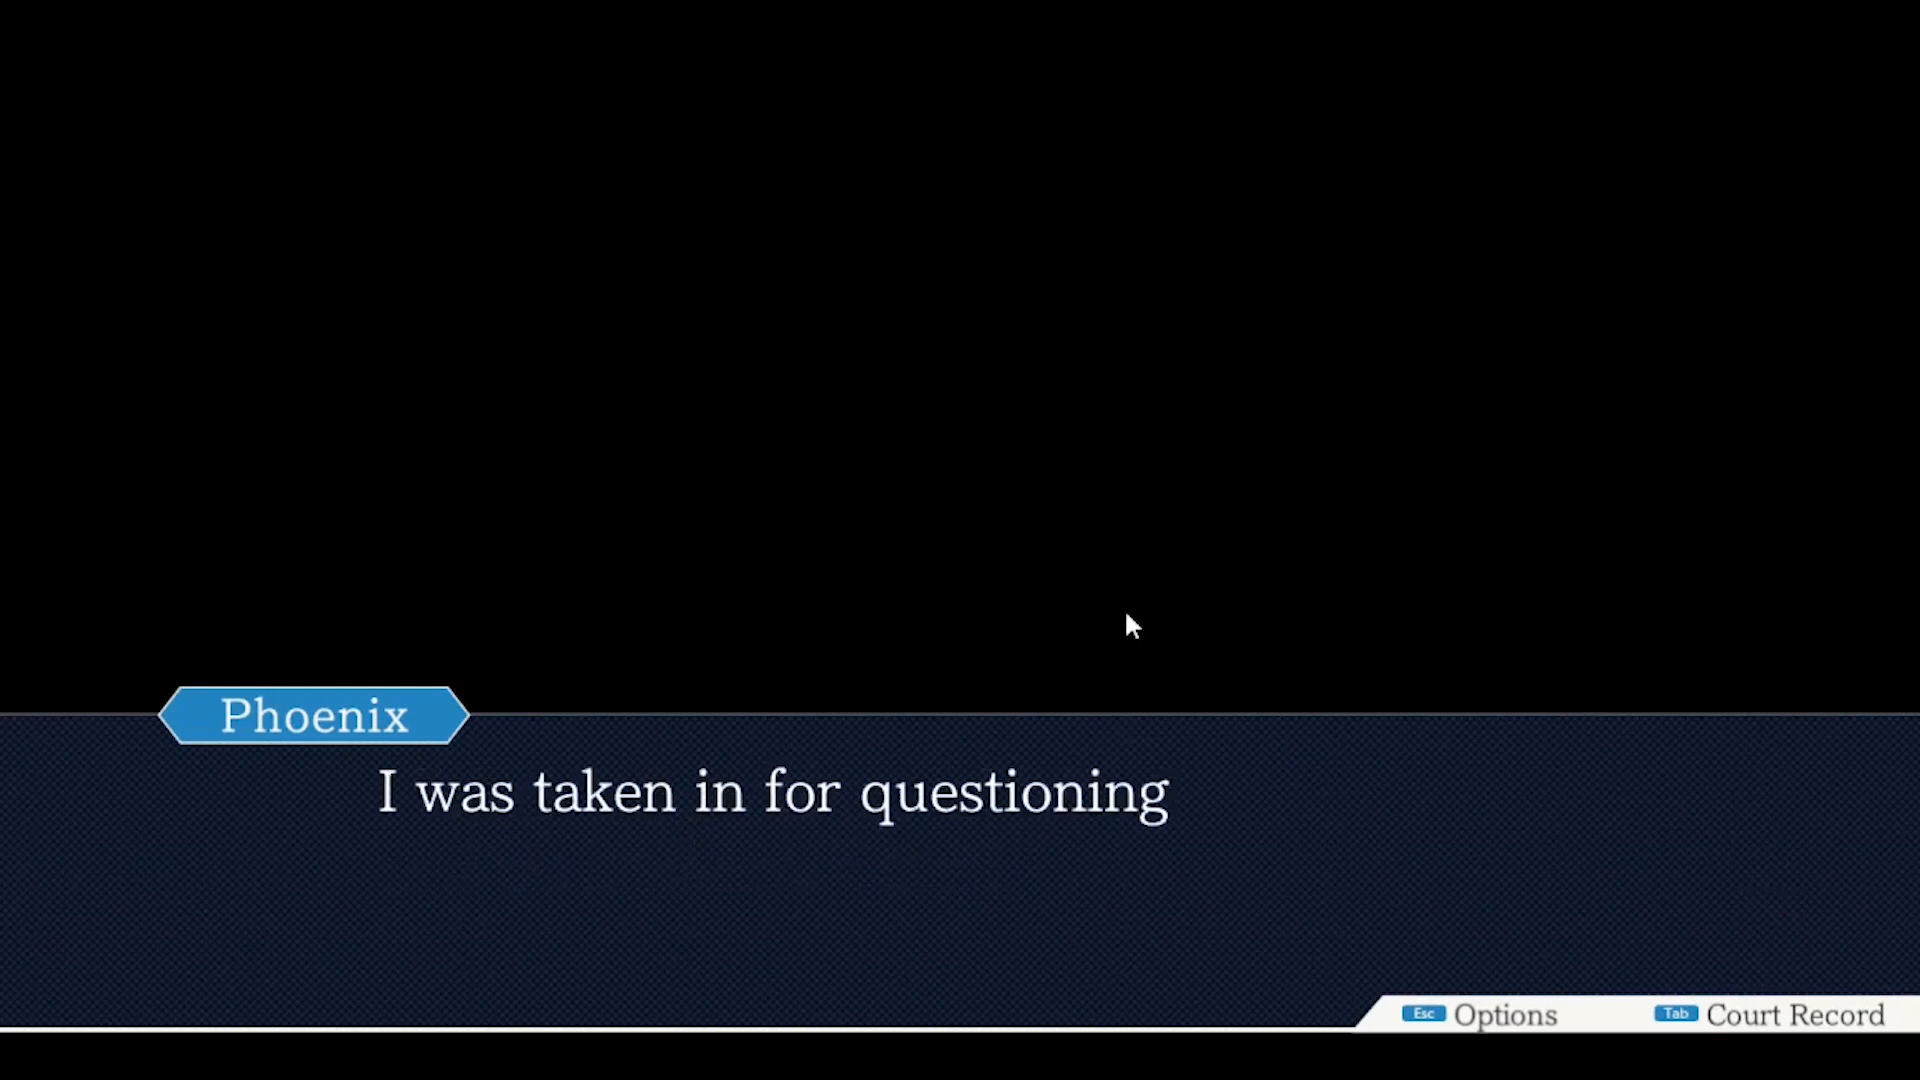 Phoenix
I was taken in for questioning
Esc Options Tab Court Record